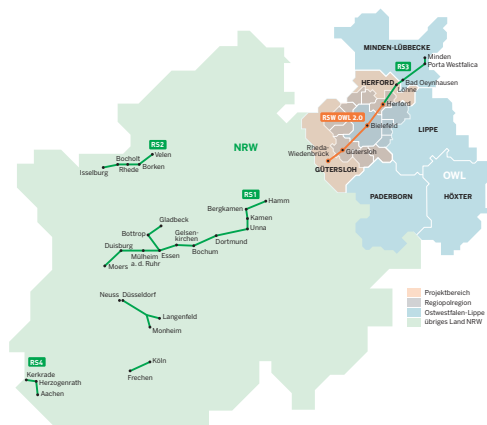 MINDEN-LÜBBECKE
Minden
Porta Westfalica
RS3
HERFORD
Bad Oeynhausen
Löhne
Herford
RSW OWL 2.0
Bielefeld
LIPPE
Rheda-
Wiedenbrück
Gütersloh
GÜTERSLOH
OWL
PADERBORN
HÖXTER
NRW
RS2
Velen
Bocholt
Isselburg
Rhede
Borken
RS1
Hamm
Bergkamen
Kamen
Unna
Gladbeck
Bottrop
Gelsen-
kirchen
Dortmund
Duisburg
Mülheim
a. d. Ruhr
Essen
Bochum
Moers
Neuss
Düsseldorf
Langenfeld
Monheim
Köln
Frechen
RS4
Kerkrade
Herzogenrath
Aachen
Projektbereich
Regiopolregion
Ostwestfalen-Lippe
übriges Land NRW